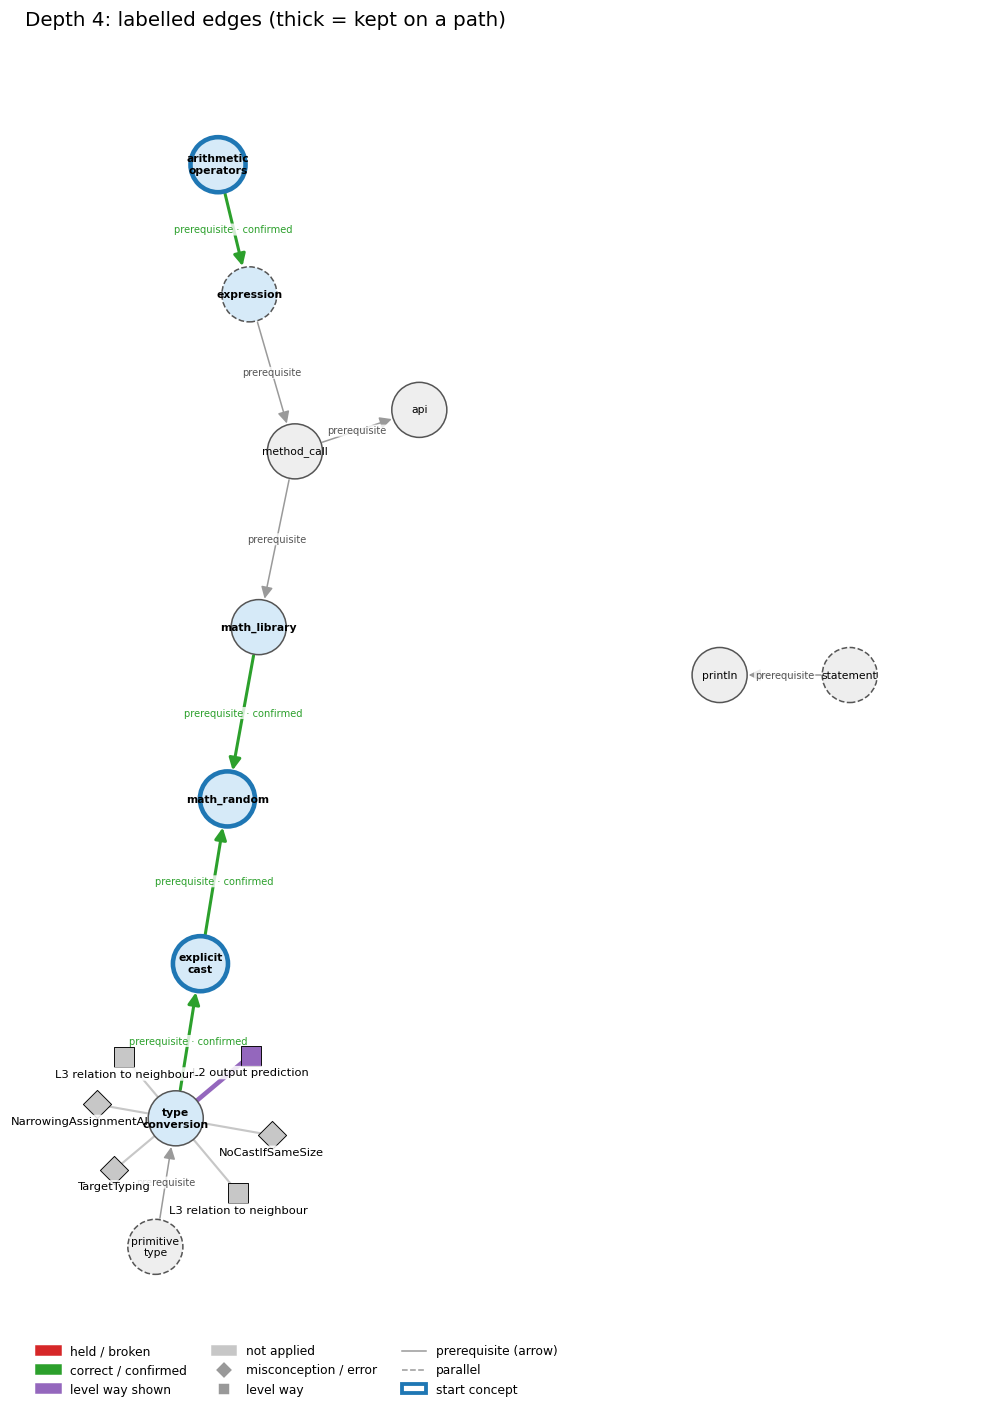 Depth 4: labelled edges (thick = kept on a path)
arithmetic
operators
prerequisite · confirmed
expression
prerequisite
api
prerequisite
method_call
prerequisite
math_library
println
prerequisite
statement
prerequisite · confirmed
math_random
prerequisite · confirmed
explicit
cast
prerequisite · confirmed
L3 relation to neighbour
2 output prediction
NarrowingAssignmentAl
type
conversion
NoCastIfSameSize
TargetTyping
requisite
L3 relation to neighbour
primitive
type
held / broken
correct / confirmed
level way shown
not applied
misconception / error
level way
prerequisite (arrow)
parallel
start concept